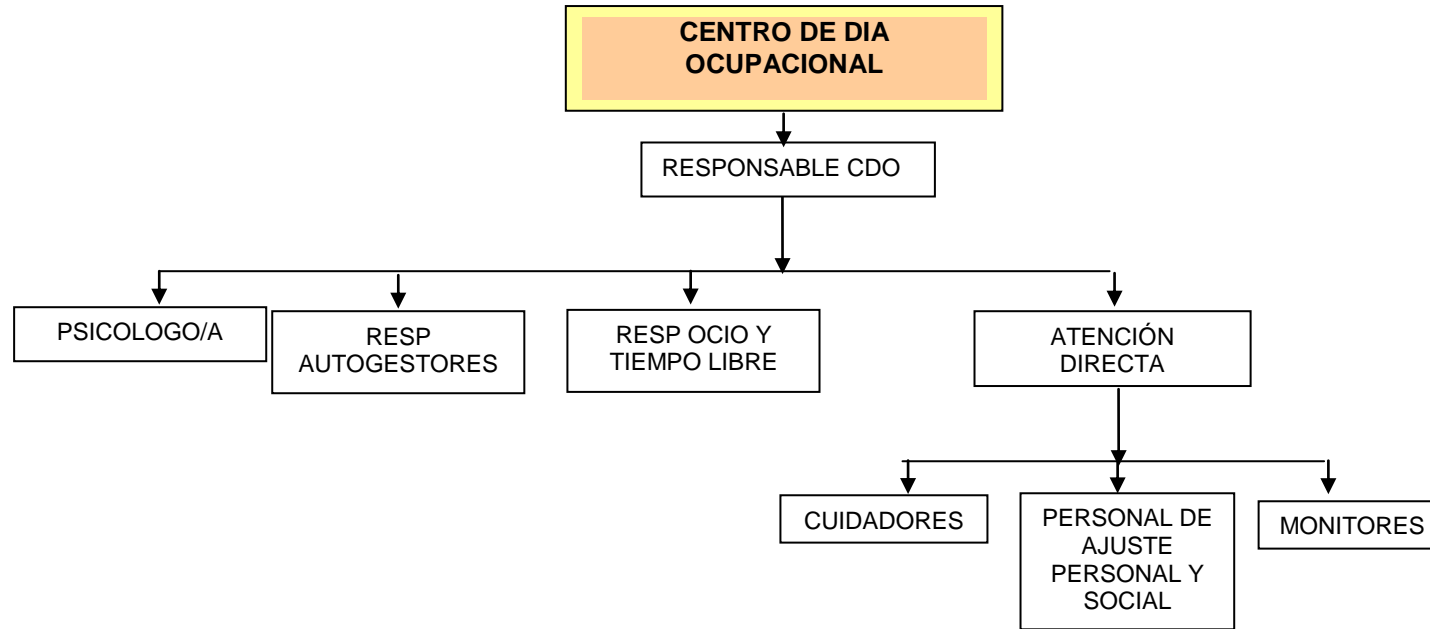 CENTRO DE DIA
OCUPACIONAL
RESPONSABLE CDO
PSICOLOGO/A
RESP
AUTOGESTORES
RESP OCIO Y
TIEMPO LIBRE
ATENCIÓN
DIRECTA
CUIDADORES
PERSONAL DE
AJUSTE
PERSONAL Y
SOCIAL
MONITORES